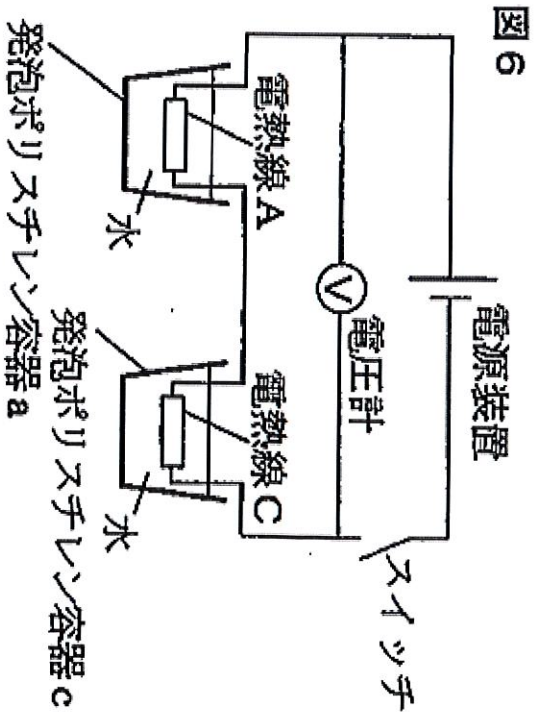 図6
電源装置
スイッチ
V
電圧計
電熱線A
電熱線C
水
水
発泡ポリスチレン容器a
発泡ポリスチレン容器c